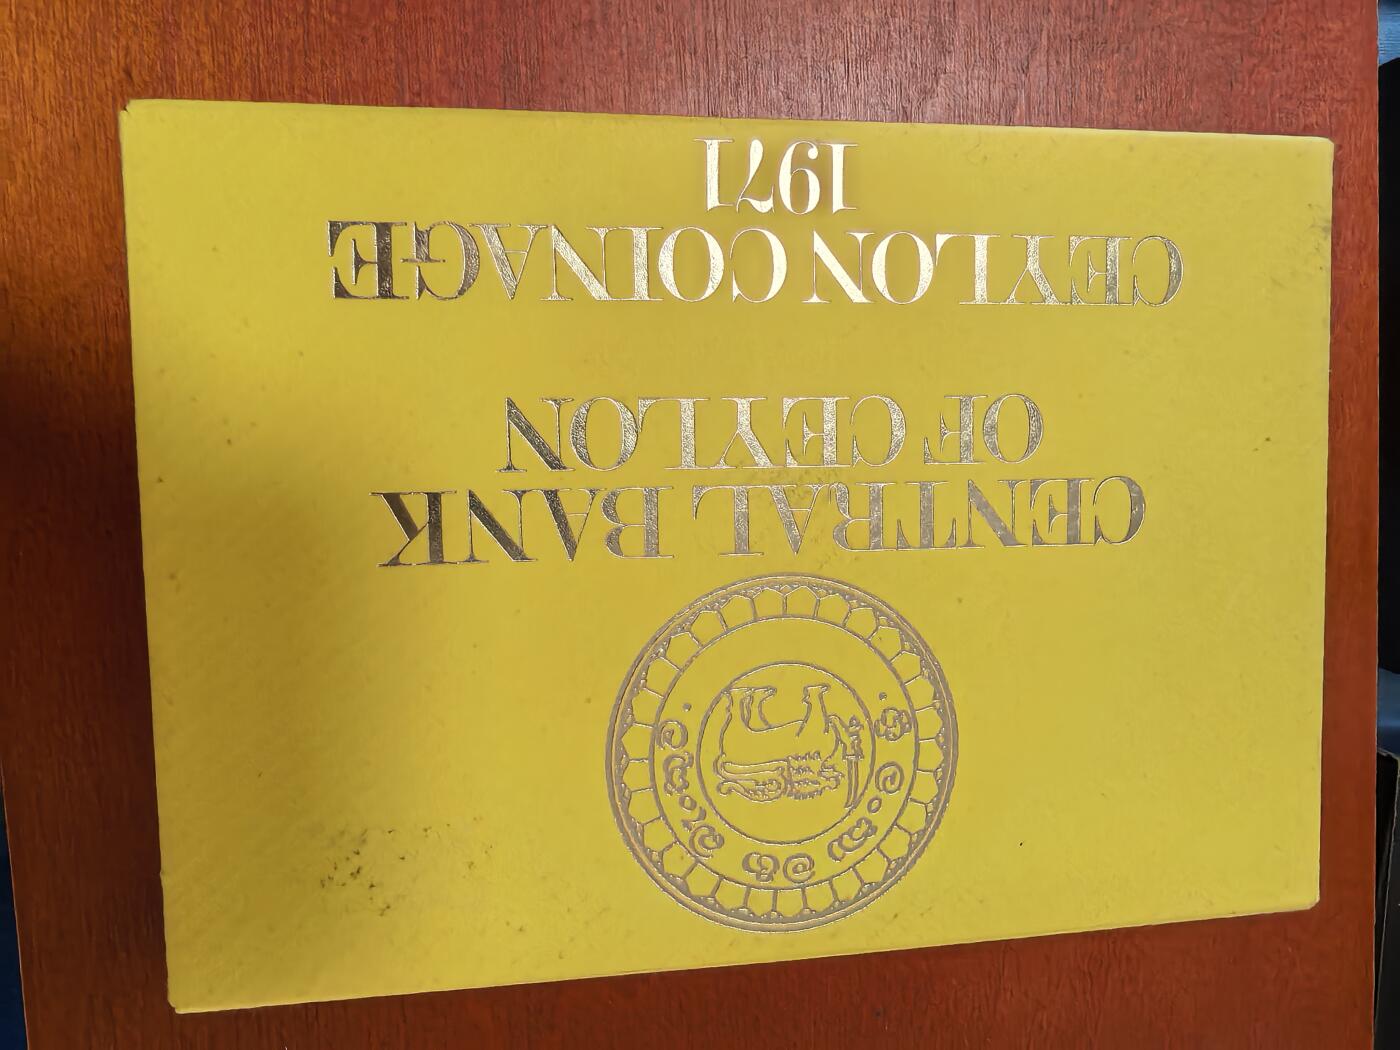 CENTRAL BANK
OF CEYLON
CEYLON COINAGE
1971